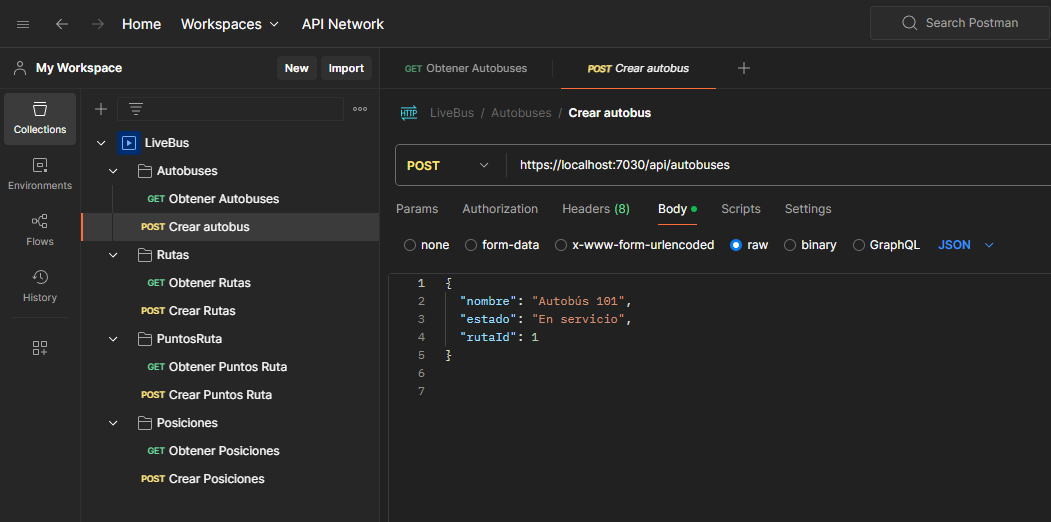 Home Workspaces API Network Search Postman
My Workspace New Import
GET Obtener Autobuses POST Crear autobus
Collections
Environments
Flows
History
LiveBus
Autobuses
GET Obtener Autobuses
POST Crear autobus
Rutas
GET Obtener Rutas
POST Crear Rutas
PuntosRuta
GET Obtener Puntos Ruta
POST Crear Puntos Ruta
Posiciones
GET Obtener Posiciones
POST Crear Posiciones
HTTP LiveBus / Autobuses / Crear autobus
POST https://localhost:7030/api/autobuses
Params Authorization Headers (8) Body Scripts Settings
none form-data x-www-form-urlencoded raw binary GraphQL JSON
1 {
2 "nombre": "Autobús 101",
3 "estado": "En servicio",
4 "rutaId": 1
5 }
6
7